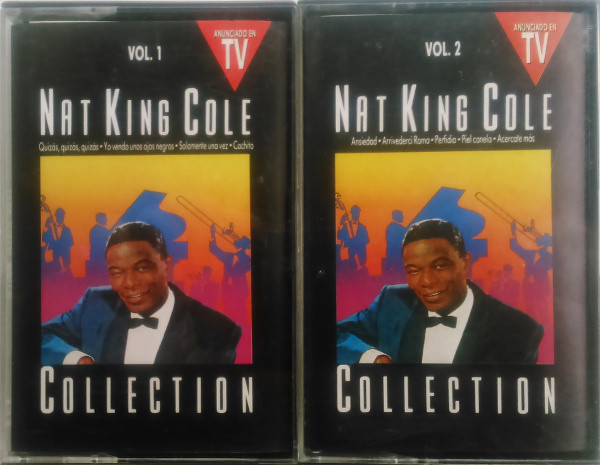 VOL. 1
ANUNCIADO EN
TV
NAT KING COLE
Quizás, quizás, quizás • Yo vendo unos ojos negros • Solamente una vez • Cachito
COLLECTION
VOL. 2
ANUNCIADO EN
TV
NAT KING COLE
Ansiedad • Arrivederci Roma • Perfidia • Piel canela • Acercate más
COLLECTION